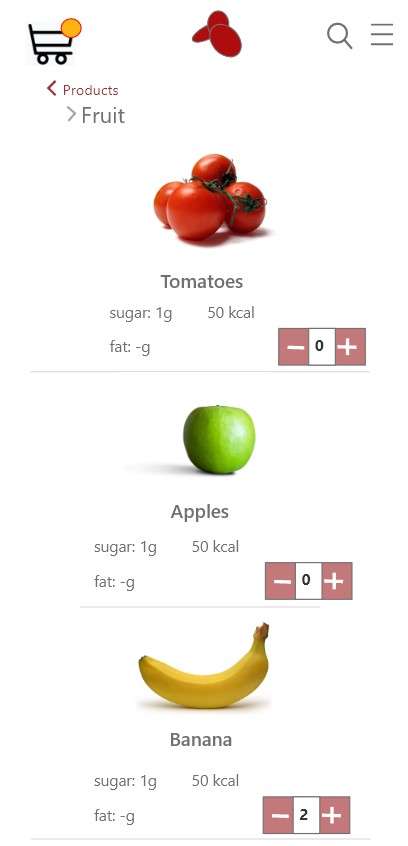 Products
Fruit
Tomatoes
sugar: 1g 50 kcal
fat: -g
− 0 +
Apples
sugar: 1g 50 kcal
fat: -g
− 0 +
Banana
sugar: 1g 50 kcal
fat: -g
− 2 +